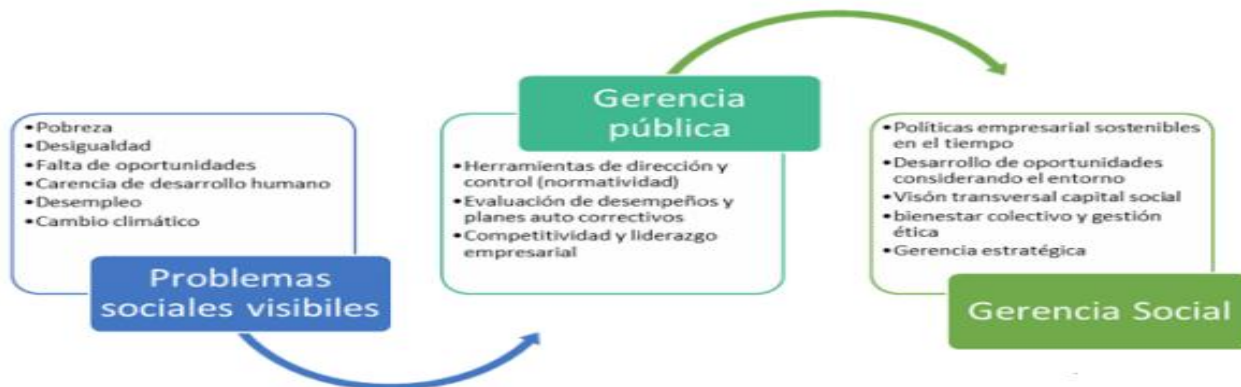 •Pobreza
•Desigualdad
•Falta de oportunidades
•Carencia de desarrollo humano
•Desempleo
•Cambio climático
Problemas
sociales visibiles
Gerencia
pública
•Herramientas de dirección y
control (normatividad)
•Evaluación de desempeños y
planes auto correctivos
•Competitividad y liderazgo
empresarial
•Políticas empresarial sostenibles
en el tiempo
•Desarrollo de oportunidades
considerando el entorno
•Visón transversal capital social
•bienestar colectivo y gestión
ética
•Gerencia estratégica
Gerencia Social